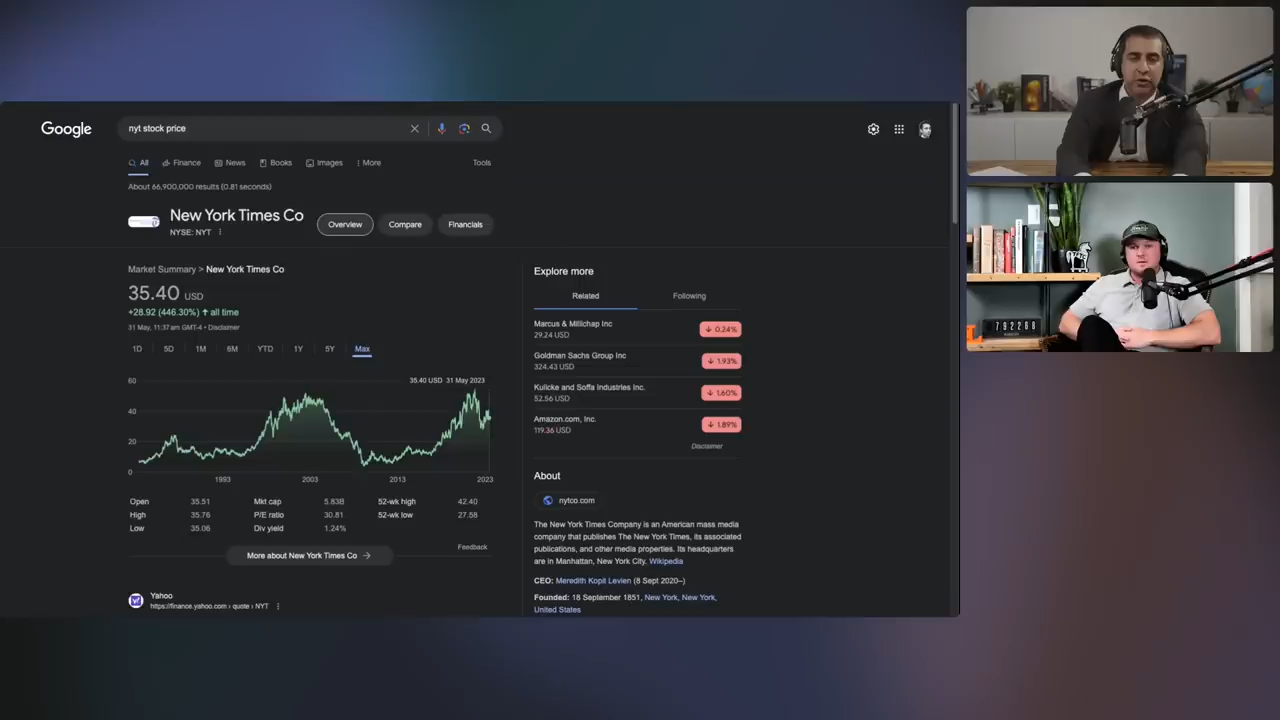 Google
nyt stock price
All Finance News Books Images More Tools
About 66,900,000 results (0.81 seconds)
New York Times Co
NYSE: NYT
Overview Compare Financials
Market Summary > New York Times Co
35.40 USD
+28.92 (446.30%) ↑ all time
31 May, 11:37 am GMT-4 • Disclaimer
1D 5D 1M 6M YTD 1Y 5Y Max
35.40 USD 31 May 2023
60
40
20
0
1993 2003 2013 2023
Open 35.51 Mkt cap 5.83B 52-wk high 42.40
High 35.76 P/E ratio 30.81 52-wk low 27.58
Low 35.06 Div yield 1.24%
Feedback
More about New York Times Co →
Yahoo
https://finance.yahoo.com › quote › NYT
Explore more
Related Following
Marcus & Millichap Inc
29.24 USD
↓ 0.24%
Goldman Sachs Group Inc
324.43 USD
↓ 1.93%
Kulicke and Soffa Industries Inc.
52.56 USD
↓ 1.60%
Amazon.com, Inc.
119.36 USD
↓ 1.89%
Disclaimer
About
nytco.com
The New York Times Company is an American mass media
company that publishes The New York Times, its associated
publications, and other media properties. Its headquarters
are in Manhattan, New York City. Wikipedia
CEO: Meredith Kopit Levien (8 Sept 2020–)
Founded: 18 September 1851, New York, New York,
United States
792288